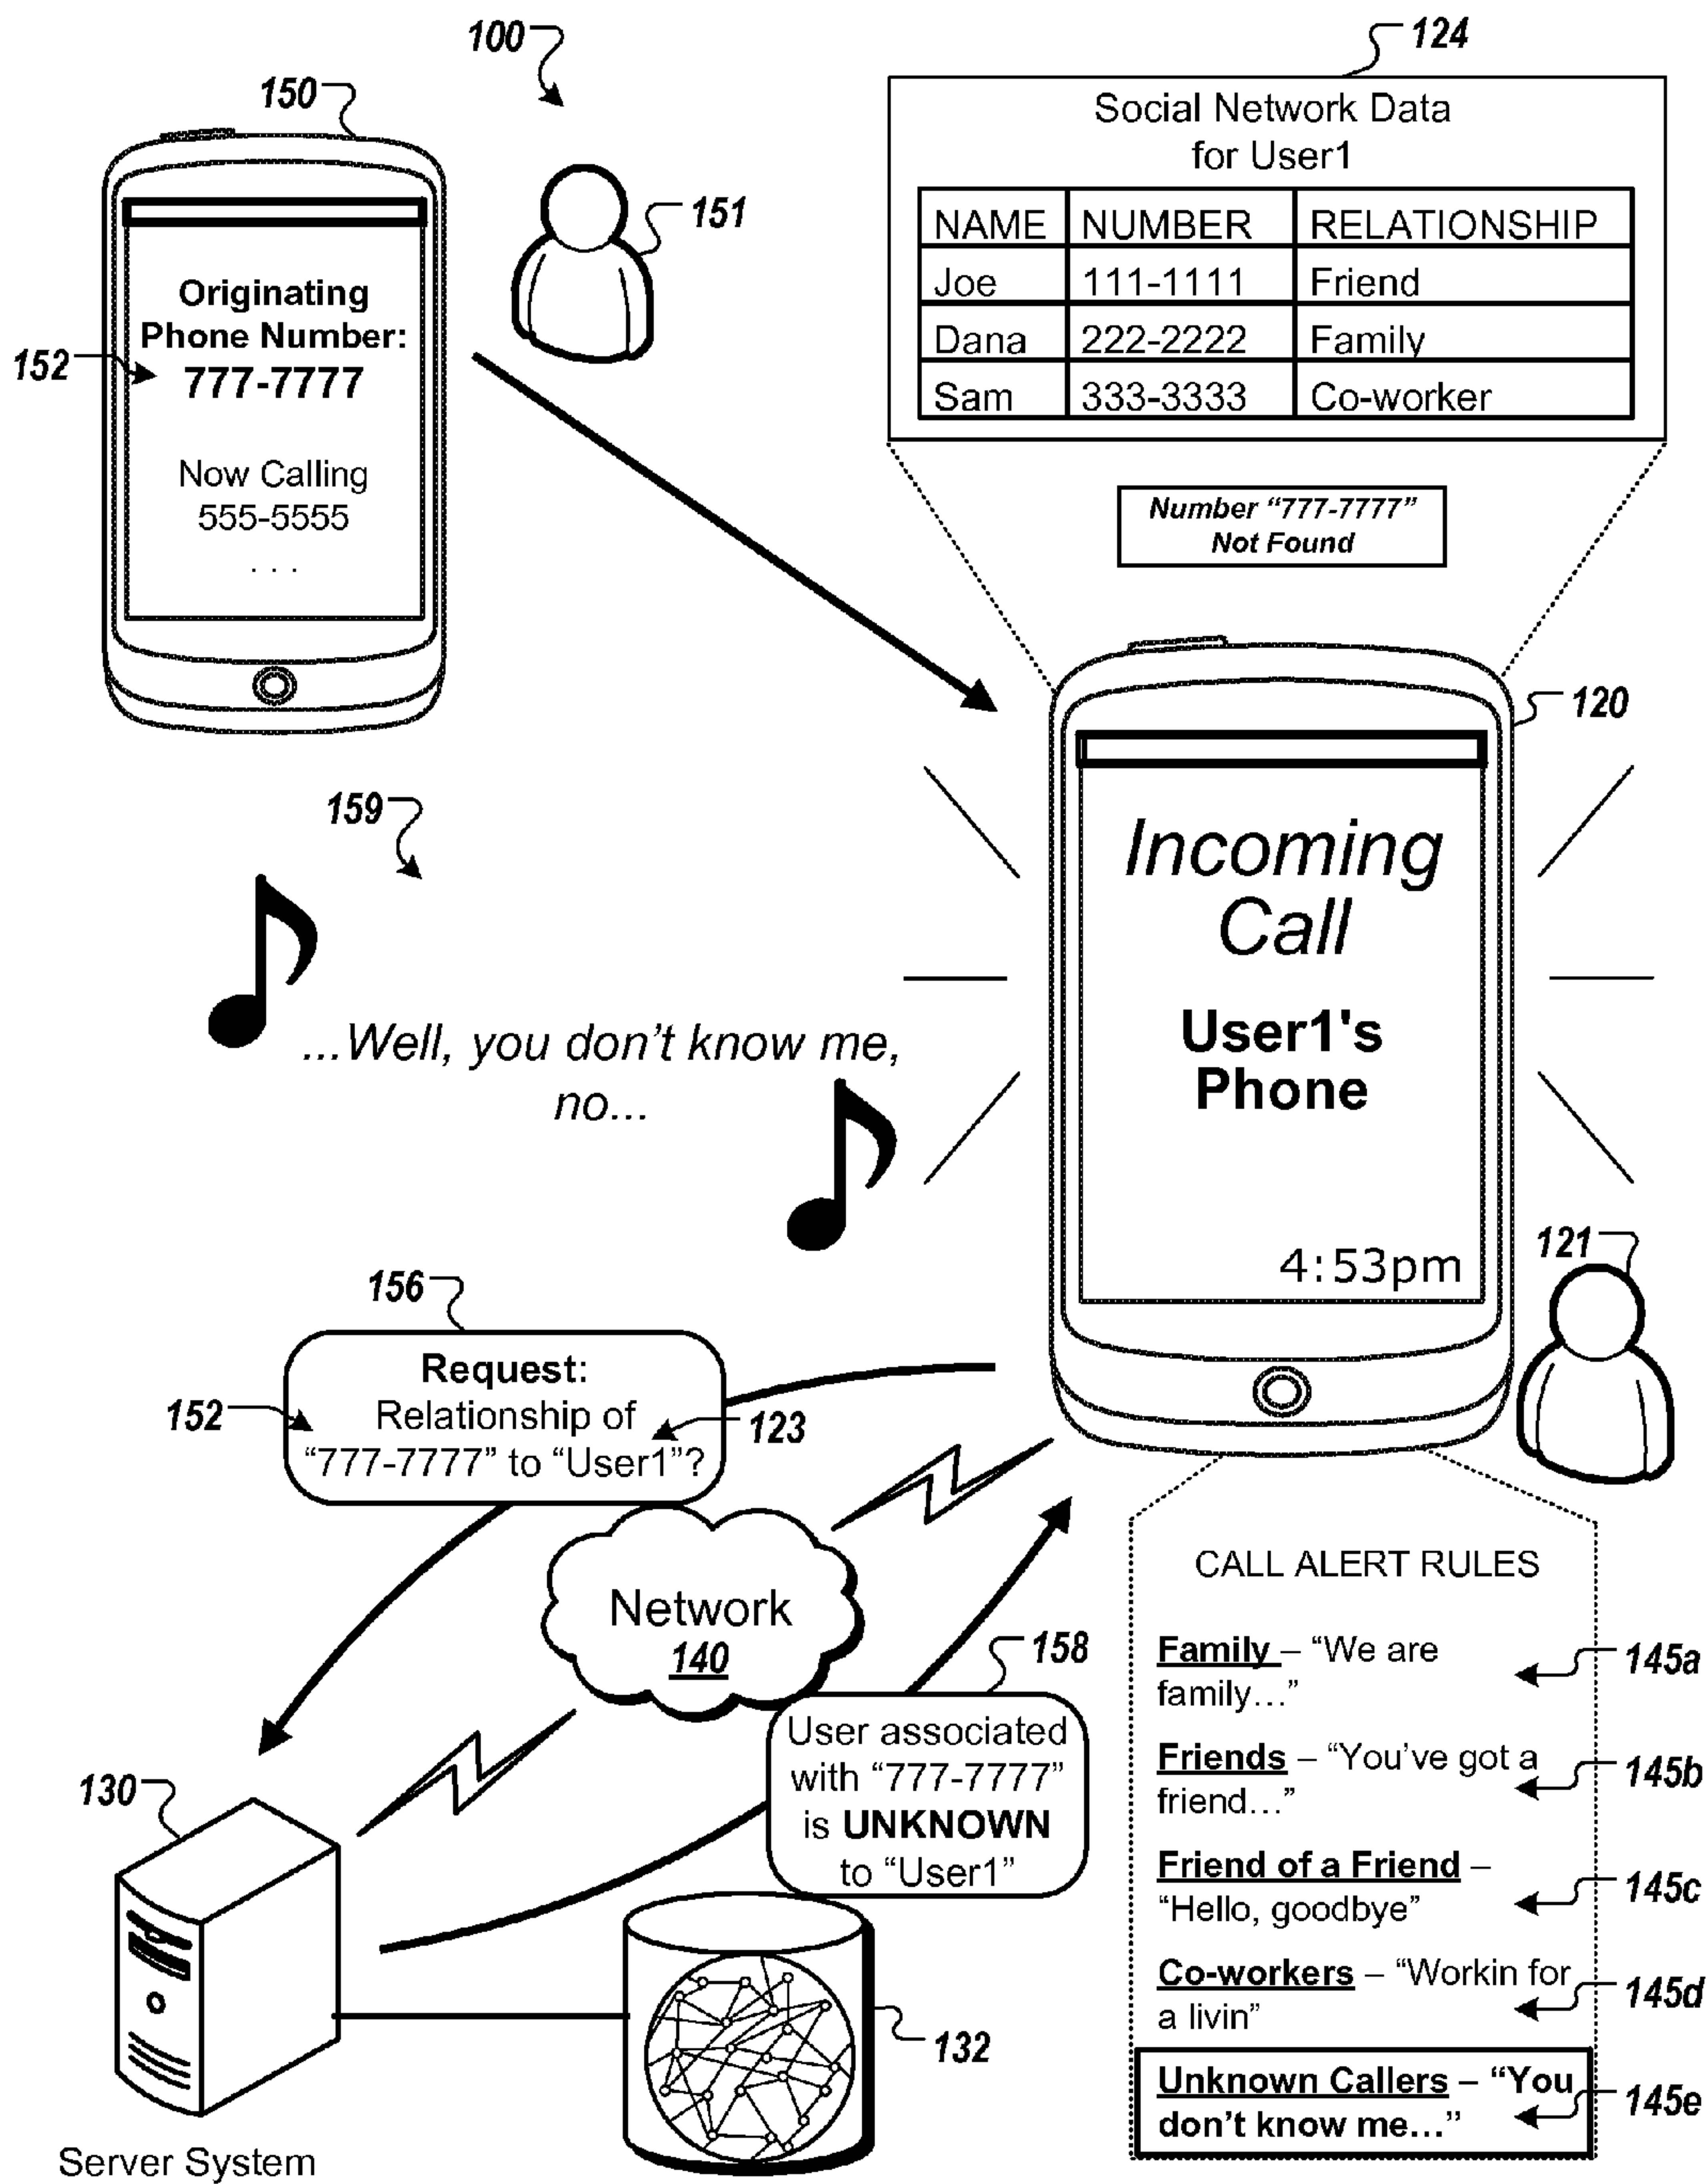 100
150
151
152
Originating
Phone Number:
777-7777
Now Calling
555-5555
. . .
124
Social Network Data
for User1
NAME NUMBER RELATIONSHIP
Joe 111-1111 Friend
Dana 222-2222 Family
Sam 333-3333 Co-worker
Number “777-7777”
Not Found
120
Incoming
Call
User1's
Phone
4:53pm
121
159
...Well, you don’t know me,
no...
156
Request:
Relationship of
“777-7777” to “User1”?
152
123
Network
140
158
User associated
with “777-7777”
is UNKNOWN
to “User1”
130
Server System
132
CALL ALERT RULES
Family – “We are
family…”
145a
Friends – “You’ve got a
friend…”
145b
Friend of a Friend –
“Hello, goodbye”
145c
Co-workers – “Workin for
a livin”
145d
Unknown Callers – “You
don’t know me…”
145e